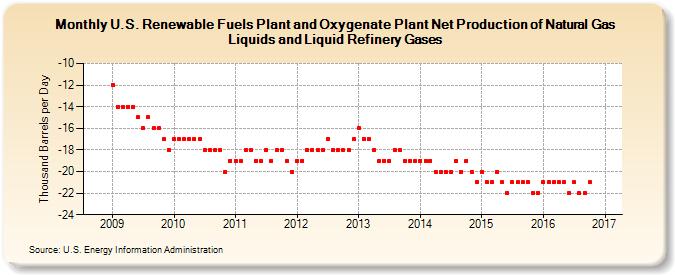 Monthly U.S. Renewable Fuels Plant and Oxygenate Plant Net Production of Natural Gas
Liquids and Liquid Refinery Gases
Thousand Barrels per Day
-10
-12
-14
-16
-18
-20
-22
-24
2009 2010 2011 2012 2013 2014 2015 2016 2017
Source: U.S. Energy Information Administration